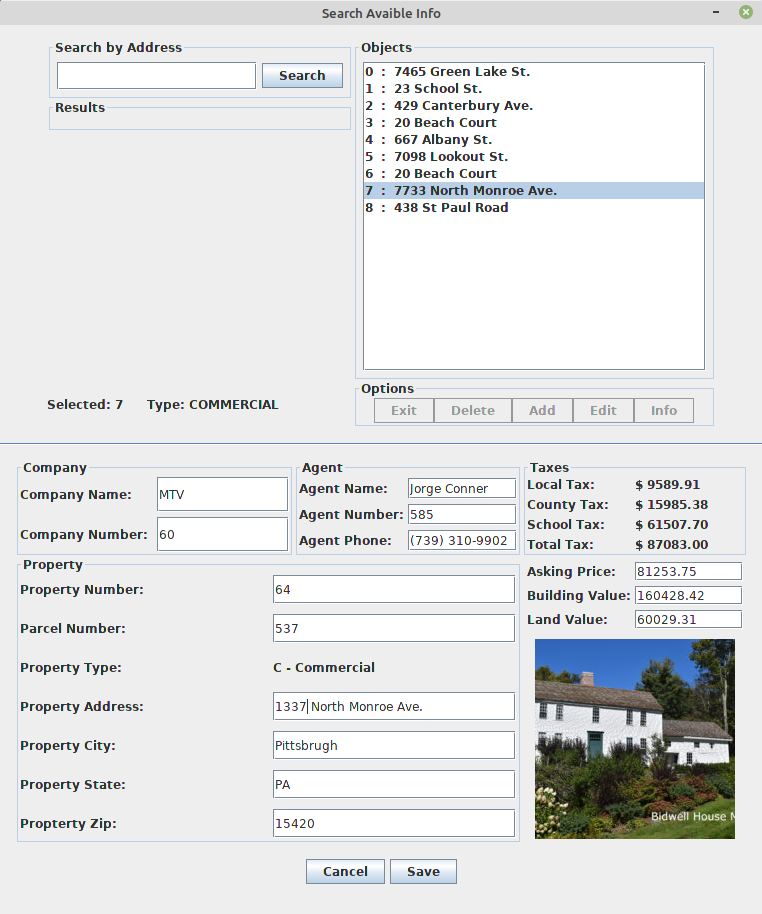 Search Avaible Info
Search by Address
Search
Results
Objects
0 : 7465 Green Lake St.
1 : 23 School St.
2 : 429 Canterbury Ave.
3 : 20 Beach Court
4 : 667 Albany St.
5 : 7098 Lookout St.
6 : 20 Beach Court
7 : 7733 North Monroe Ave.
8 : 438 St Paul Road
Selected: 7 Type: COMMERCIAL
Options
Exit Delete Add Edit Info
Company
Company Name: MTV
Company Number: 60
Agent
Agent Name: Jorge Conner
Agent Number: 585
Agent Phone: (739) 310-9902
Taxes
Local Tax: $ 9589.91
County Tax: $ 15985.38
School Tax: $ 61507.70
Total Tax: $ 87083.00
Property
Property Number: 64
Parcel Number: 537
Property Type: C - Commercial
Property Address: 1337 North Monroe Ave.
Property City: Pittsbrugh
Property State: PA
Propterty Zip: 15420
Asking Price: 81253.75
Building Value: 160428.42
Land Value: 60029.31
Bidwell House
Cancel Save